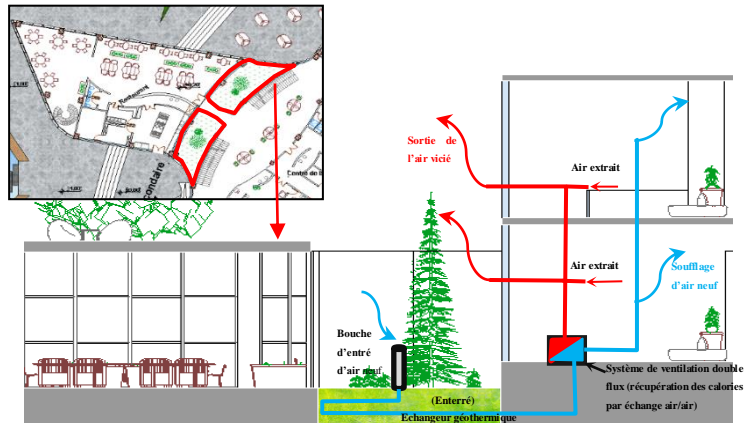 Restaurant
Sortie de
l'air vicié
Air extrait
Air extrait
Soufflage
d'air neuf
Bouche
d'entré
d'air neuf
Système de ventilation double
flux (récupération des calories
par échange air/air)
(Enterré)
Echangeur géothermique